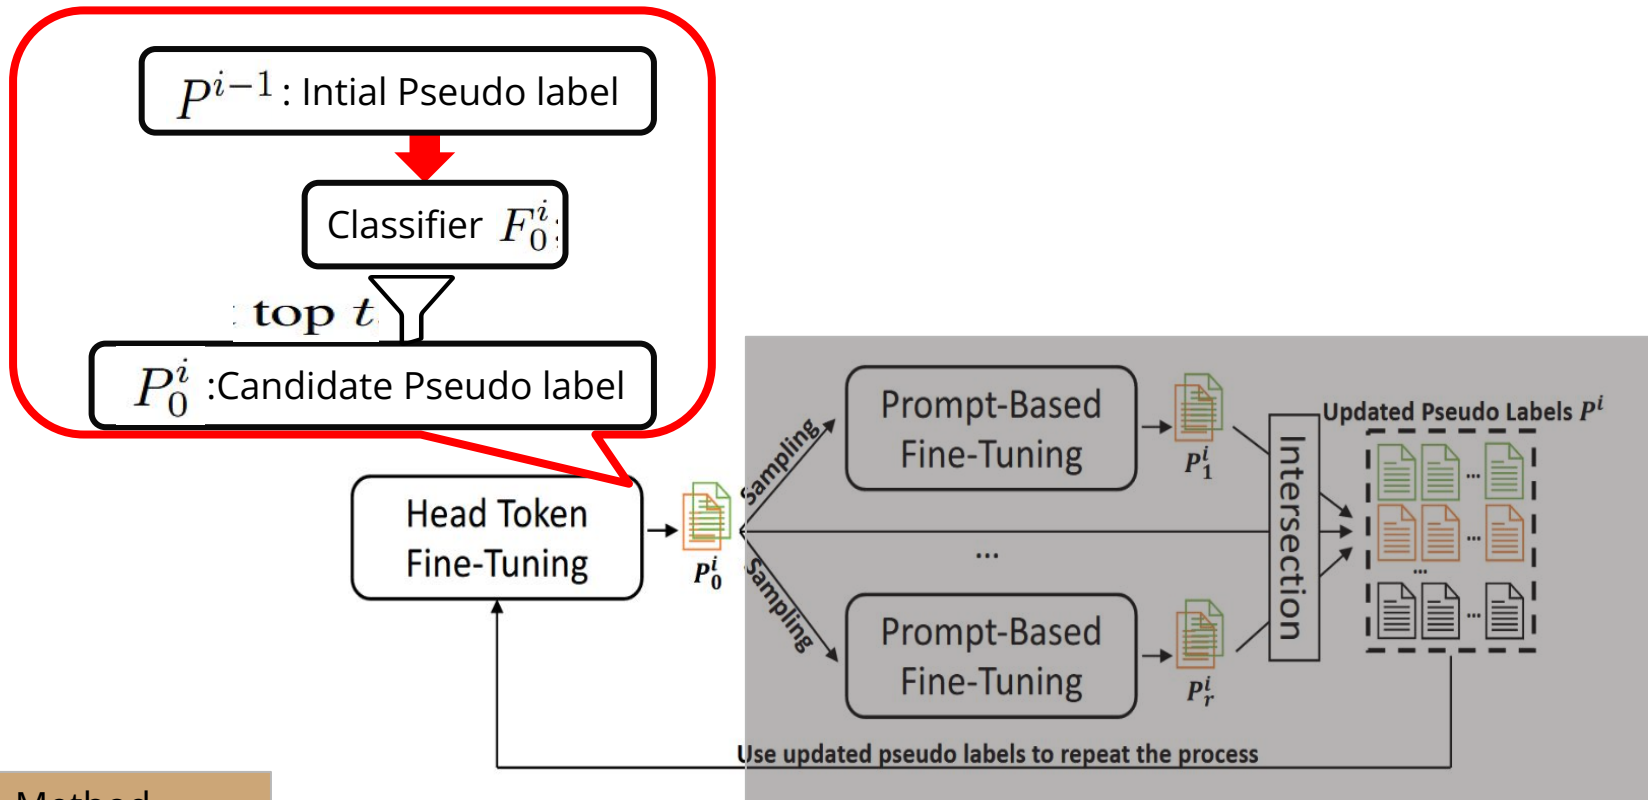 P^{i-1} : Intial Pseudo label
Classifier F_0^i :
top t
P_0^i :Candidate Pseudo label
Head Token
Fine-Tuning
P_0^i
Sampling
Sampling
Prompt-Based
Fine-Tuning
P_1^i
...
Prompt-Based
Fine-Tuning
P_r^i
Intersection
Updated Pseudo Labels P^i
...
...
...
...
Use updated pseudo labels to repeat the process
Method